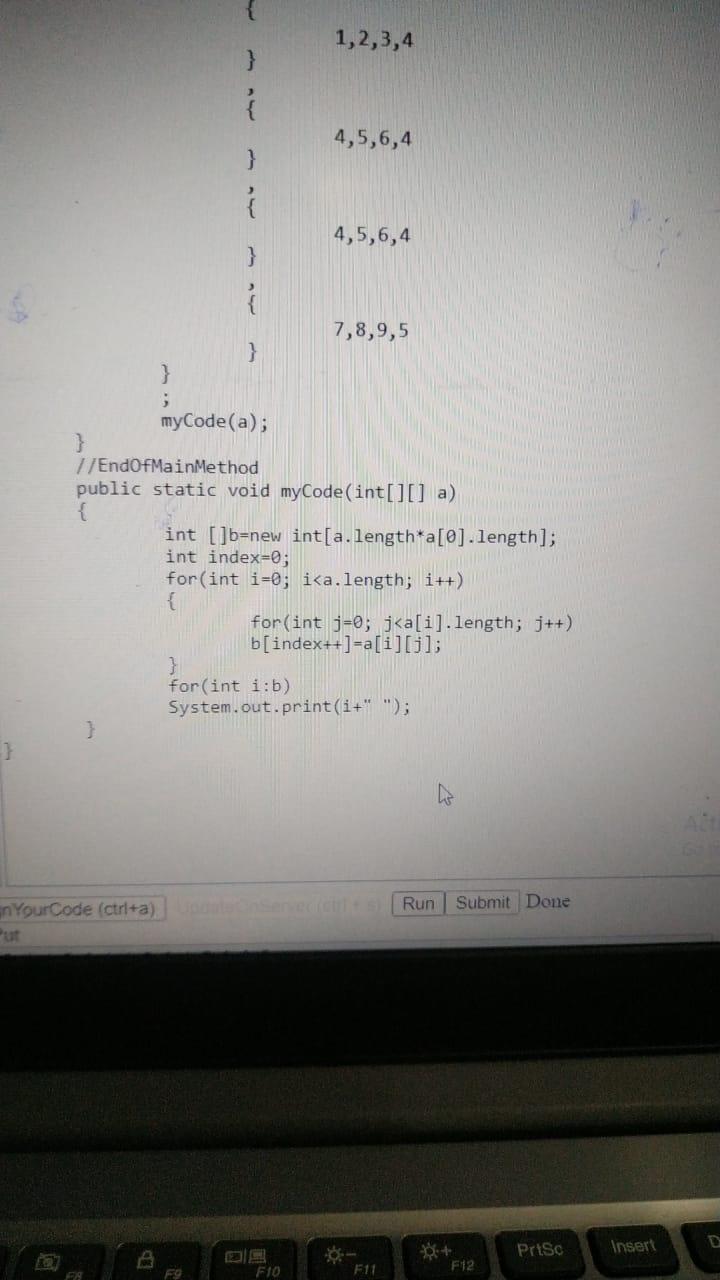 {
1,2,3,4
}
,
{
4,5,6,4
}
,
{
4,5,6,4
}
,
{
7,8,9,5
}
}
;
myCode(a);
}
//EndOfMainMethod
public static void myCode(int[][] a)
{
int []b=new int[a.length*a[0].length];
int index=0;
for(int i=0; i<a.length; i++)
{
for(int j=0; j<a[i].length; j++)
b[index++]=a[i][j];
}
for(int i:b)
System.out.print(i+" ");
}
}
nYourCode (ctrl+a) UpdateOnServer (ctrl + s) Run Submit Done
put
F8 F9 F10 F11 F12 PrtSc Insert D